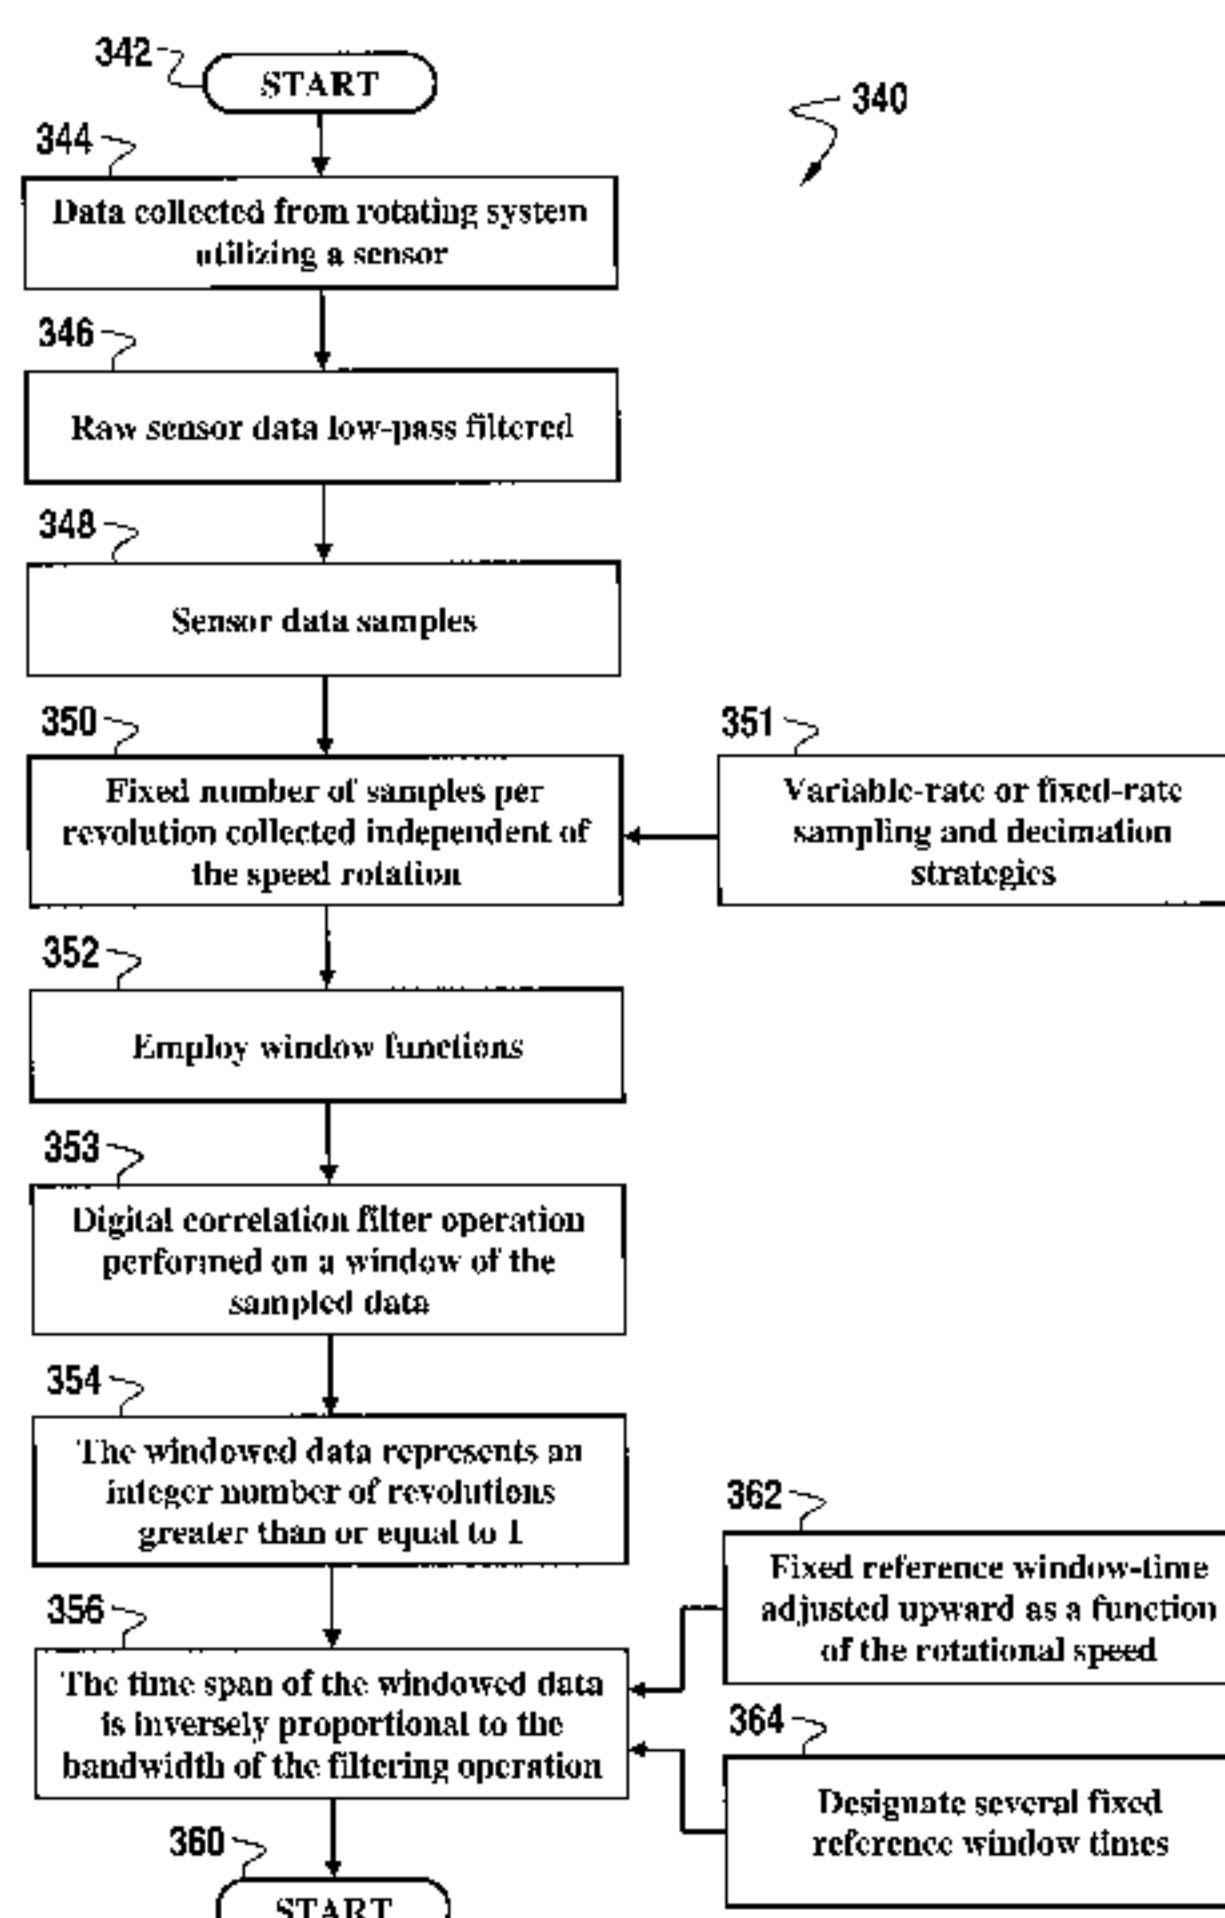 342
START
340
344
Data collected from rotating system
utilizing a sensor
346
Raw sensor data low-pass filtered
348
Sensor data samples
350
Fixed number of samples per
revolution collected independent of
the speed rotation
351
Variable-rate or fixed-rate
sampling and decimation
strategies
352
Employ window functions
353
Digital correlation filter operation
performed on a window of the
sampled data
354
The windowed data represents an
integer number of revolutions
greater than or equal to 1
362
Fixed reference window-time
adjusted upward as a function
of the rotational speed
356
The time span of the windowed data
is inversely proportional to the
bandwidth of the filtering operation
364
Designate several fixed
reference window times
360
START